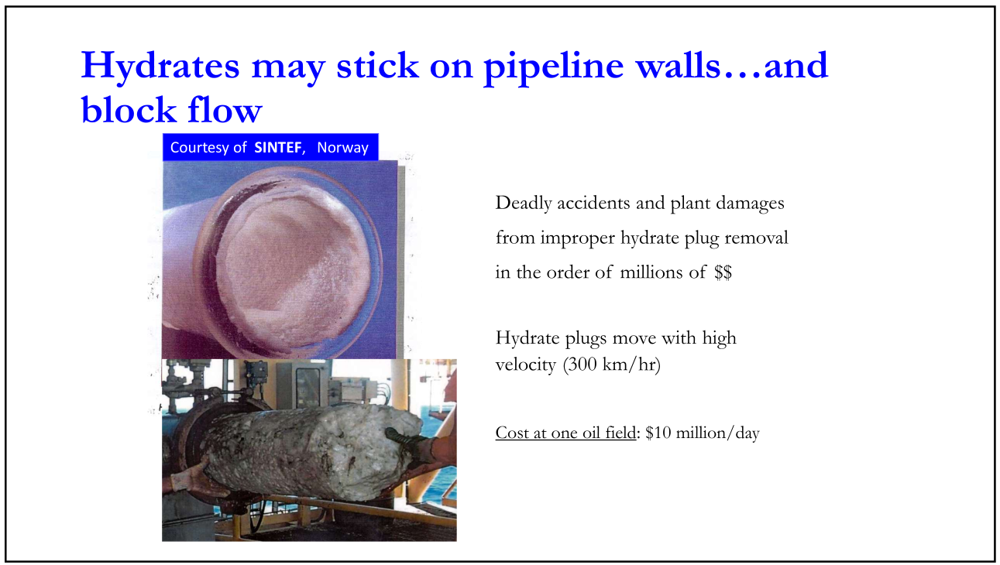 Hydrates may stick on pipeline walls…and
block flow
Courtesy of SINTEF, Norway
Deadly accidents and plant damages
from improper hydrate plug removal
in the order of millions of $$
Hydrate plugs move with high
velocity (300 km/hr)
Cost at one oil field: $10 million/day